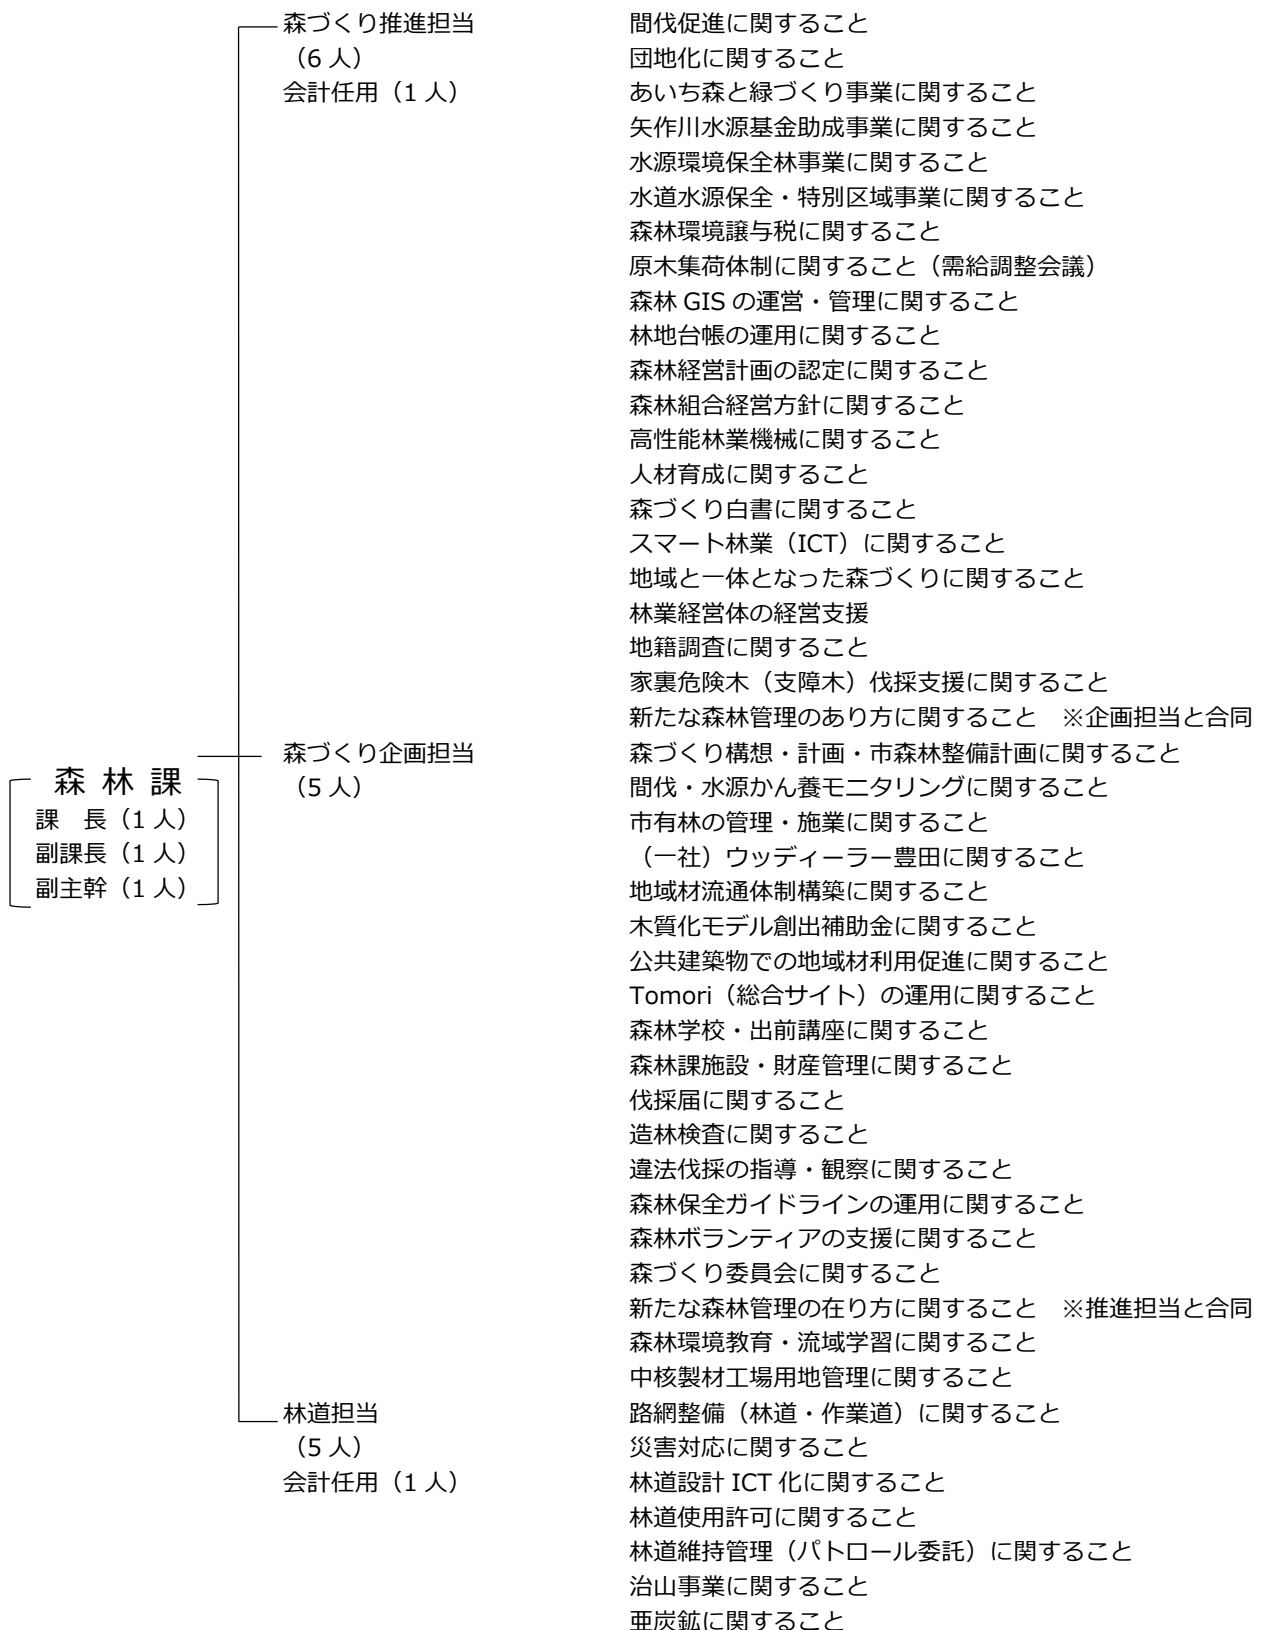 森林課
課　長（1 人）
副課長（1 人）
副主幹（1 人）
森づくり推進担当
（6 人）
会計任用（1 人）
間伐促進に関すること
団地化に関すること
あいち森と緑づくり事業に関すること
矢作川水源基金助成事業に関すること
水源環境保全林事業に関すること
水道水源保全・特別区域事業に関すること
森林環境譲与税に関すること
原木集荷体制に関すること（需給調整会議）
森林 GIS の運営・管理に関すること
林地台帳の運用に関すること
森林経営計画の認定に関すること
森林組合経営方針に関すること
高性能林業機械に関すること
人材育成に関すること
森づくり白書に関すること
スマート林業（ICT）に関すること
地域と一体となった森づくりに関すること
林業経営体の経営支援
地籍調査に関すること
家裏危険木（支障木）伐採支援に関すること
新たな森林管理のあり方に関すること　※企画担当と合同
森づくり企画担当
（5 人）
森づくり構想・計画・市森林整備計画に関すること
間伐・水源かん養モニタリングに関すること
市有林の管理・施業に関すること
（一社）ウッディーラー豊田に関すること
地域材流通体制構築に関すること
木質化モデル創出補助金に関すること
公共建築物での地域材利用促進に関すること
Tomori（総合サイト）の運用に関すること
森林学校・出前講座に関すること
森林課施設・財産管理に関すること
伐採届に関すること
造林検査に関すること
違法伐採の指導・観察に関すること
森林保全ガイドラインの運用に関すること
森林ボランティアの支援に関すること
森づくり委員会に関すること
新たな森林管理の在り方に関すること　※推進担当と合同
森林環境教育・流域学習に関すること
中核製材工場用地管理に関すること
林道担当
（5 人）
会計任用（1 人）
路網整備（林道・作業道）に関すること
災害対応に関すること
林道設計 ICT 化に関すること
林道使用許可に関すること
林道維持管理（パトロール委託）に関すること
治山事業に関すること
亜炭鉱に関すること